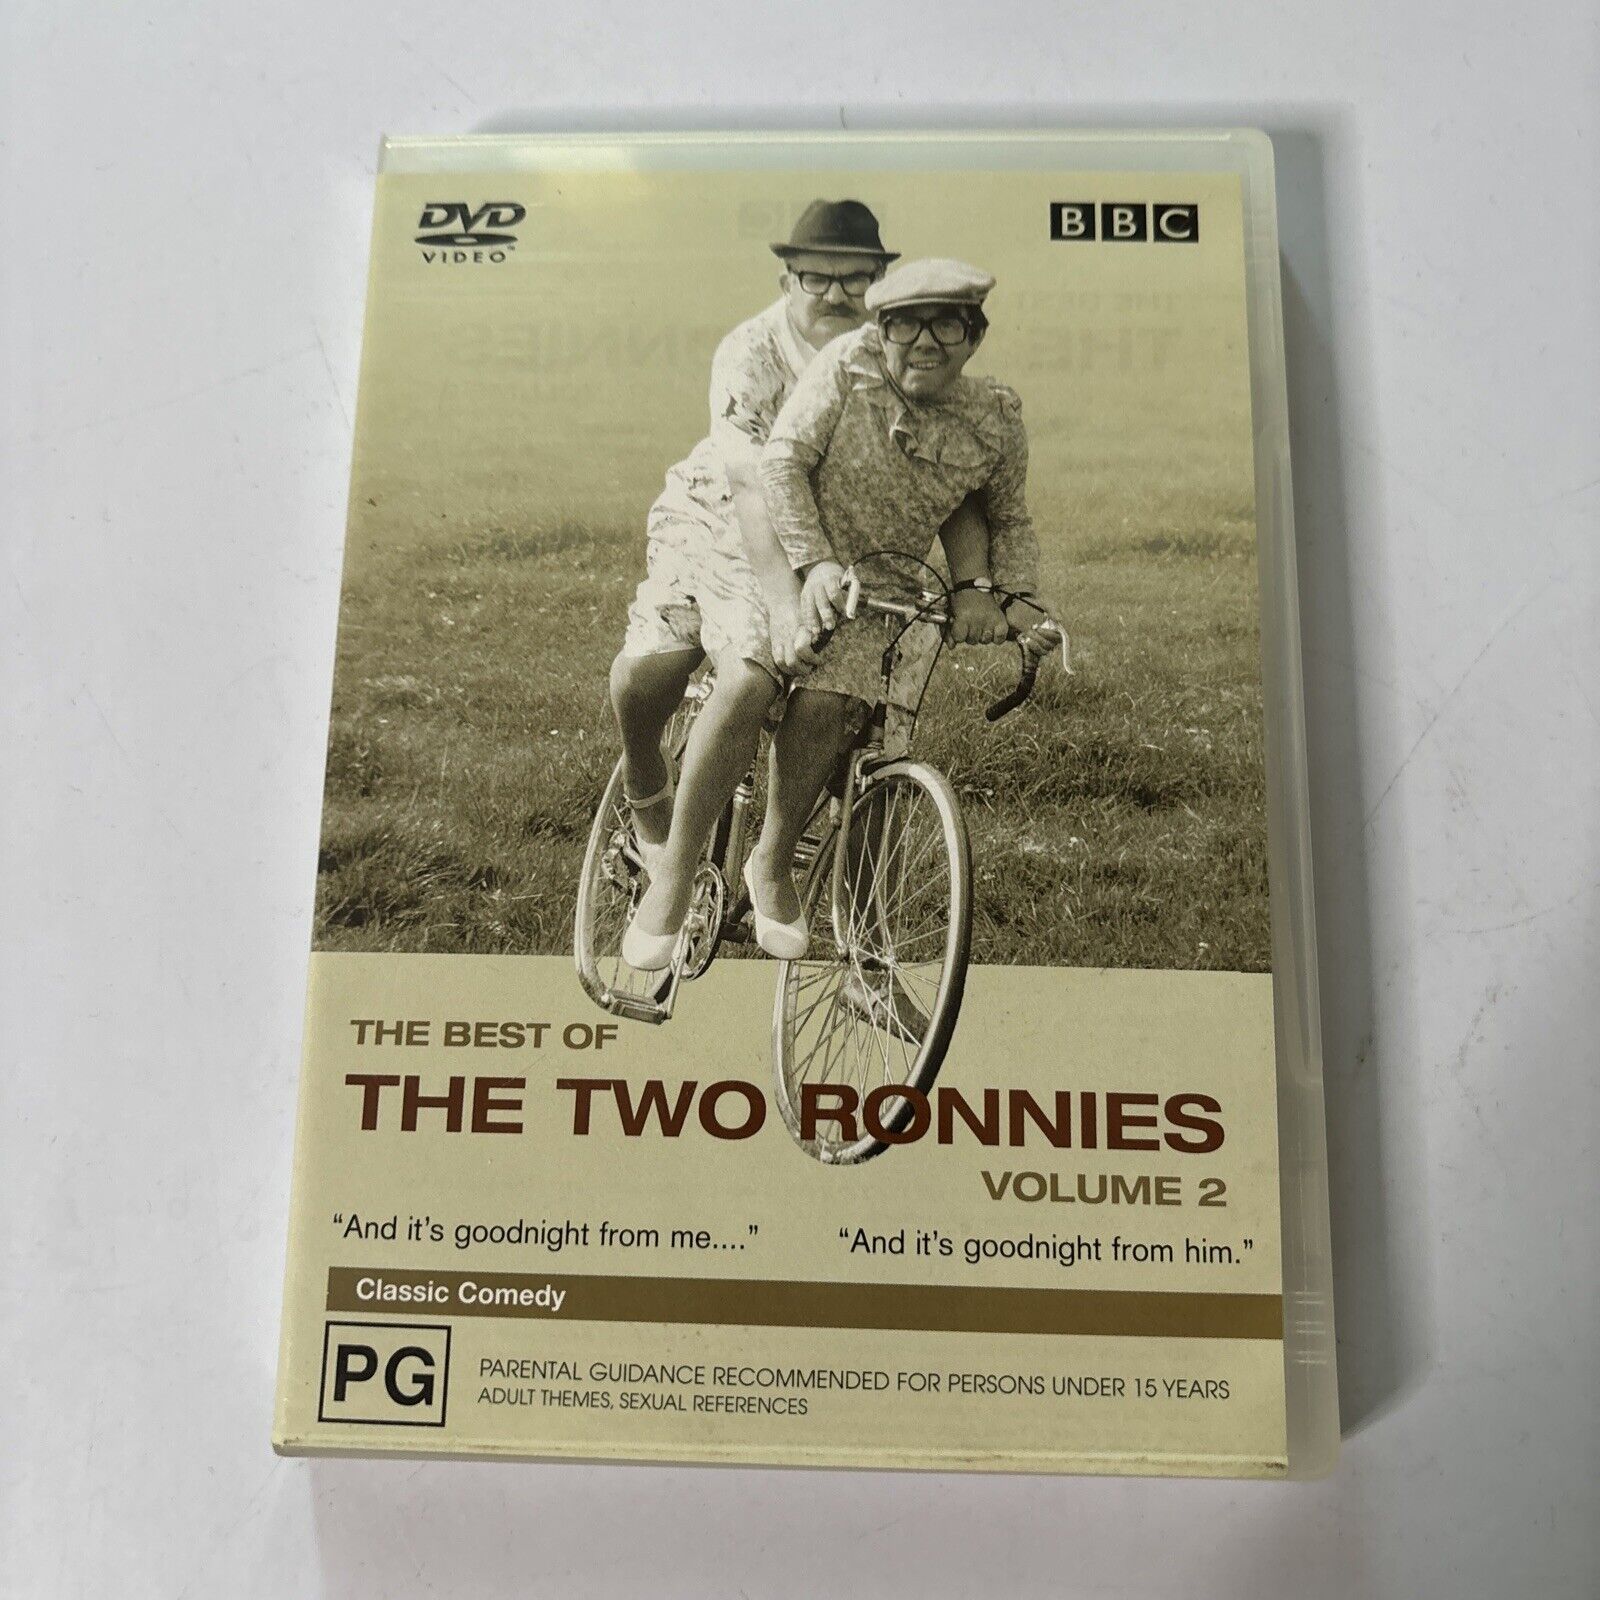 DVD
VIDEO™
BBC
THE BEST OF
THE TWO RONNIES
VOLUME 2
“And it’s goodnight from me....”
“And it’s goodnight from him.”
Classic Comedy
PG
PARENTAL GUIDANCE RECOMMENDED FOR PERSONS UNDER 15 YEARS
ADULT THEMES, SEXUAL REFERENCES